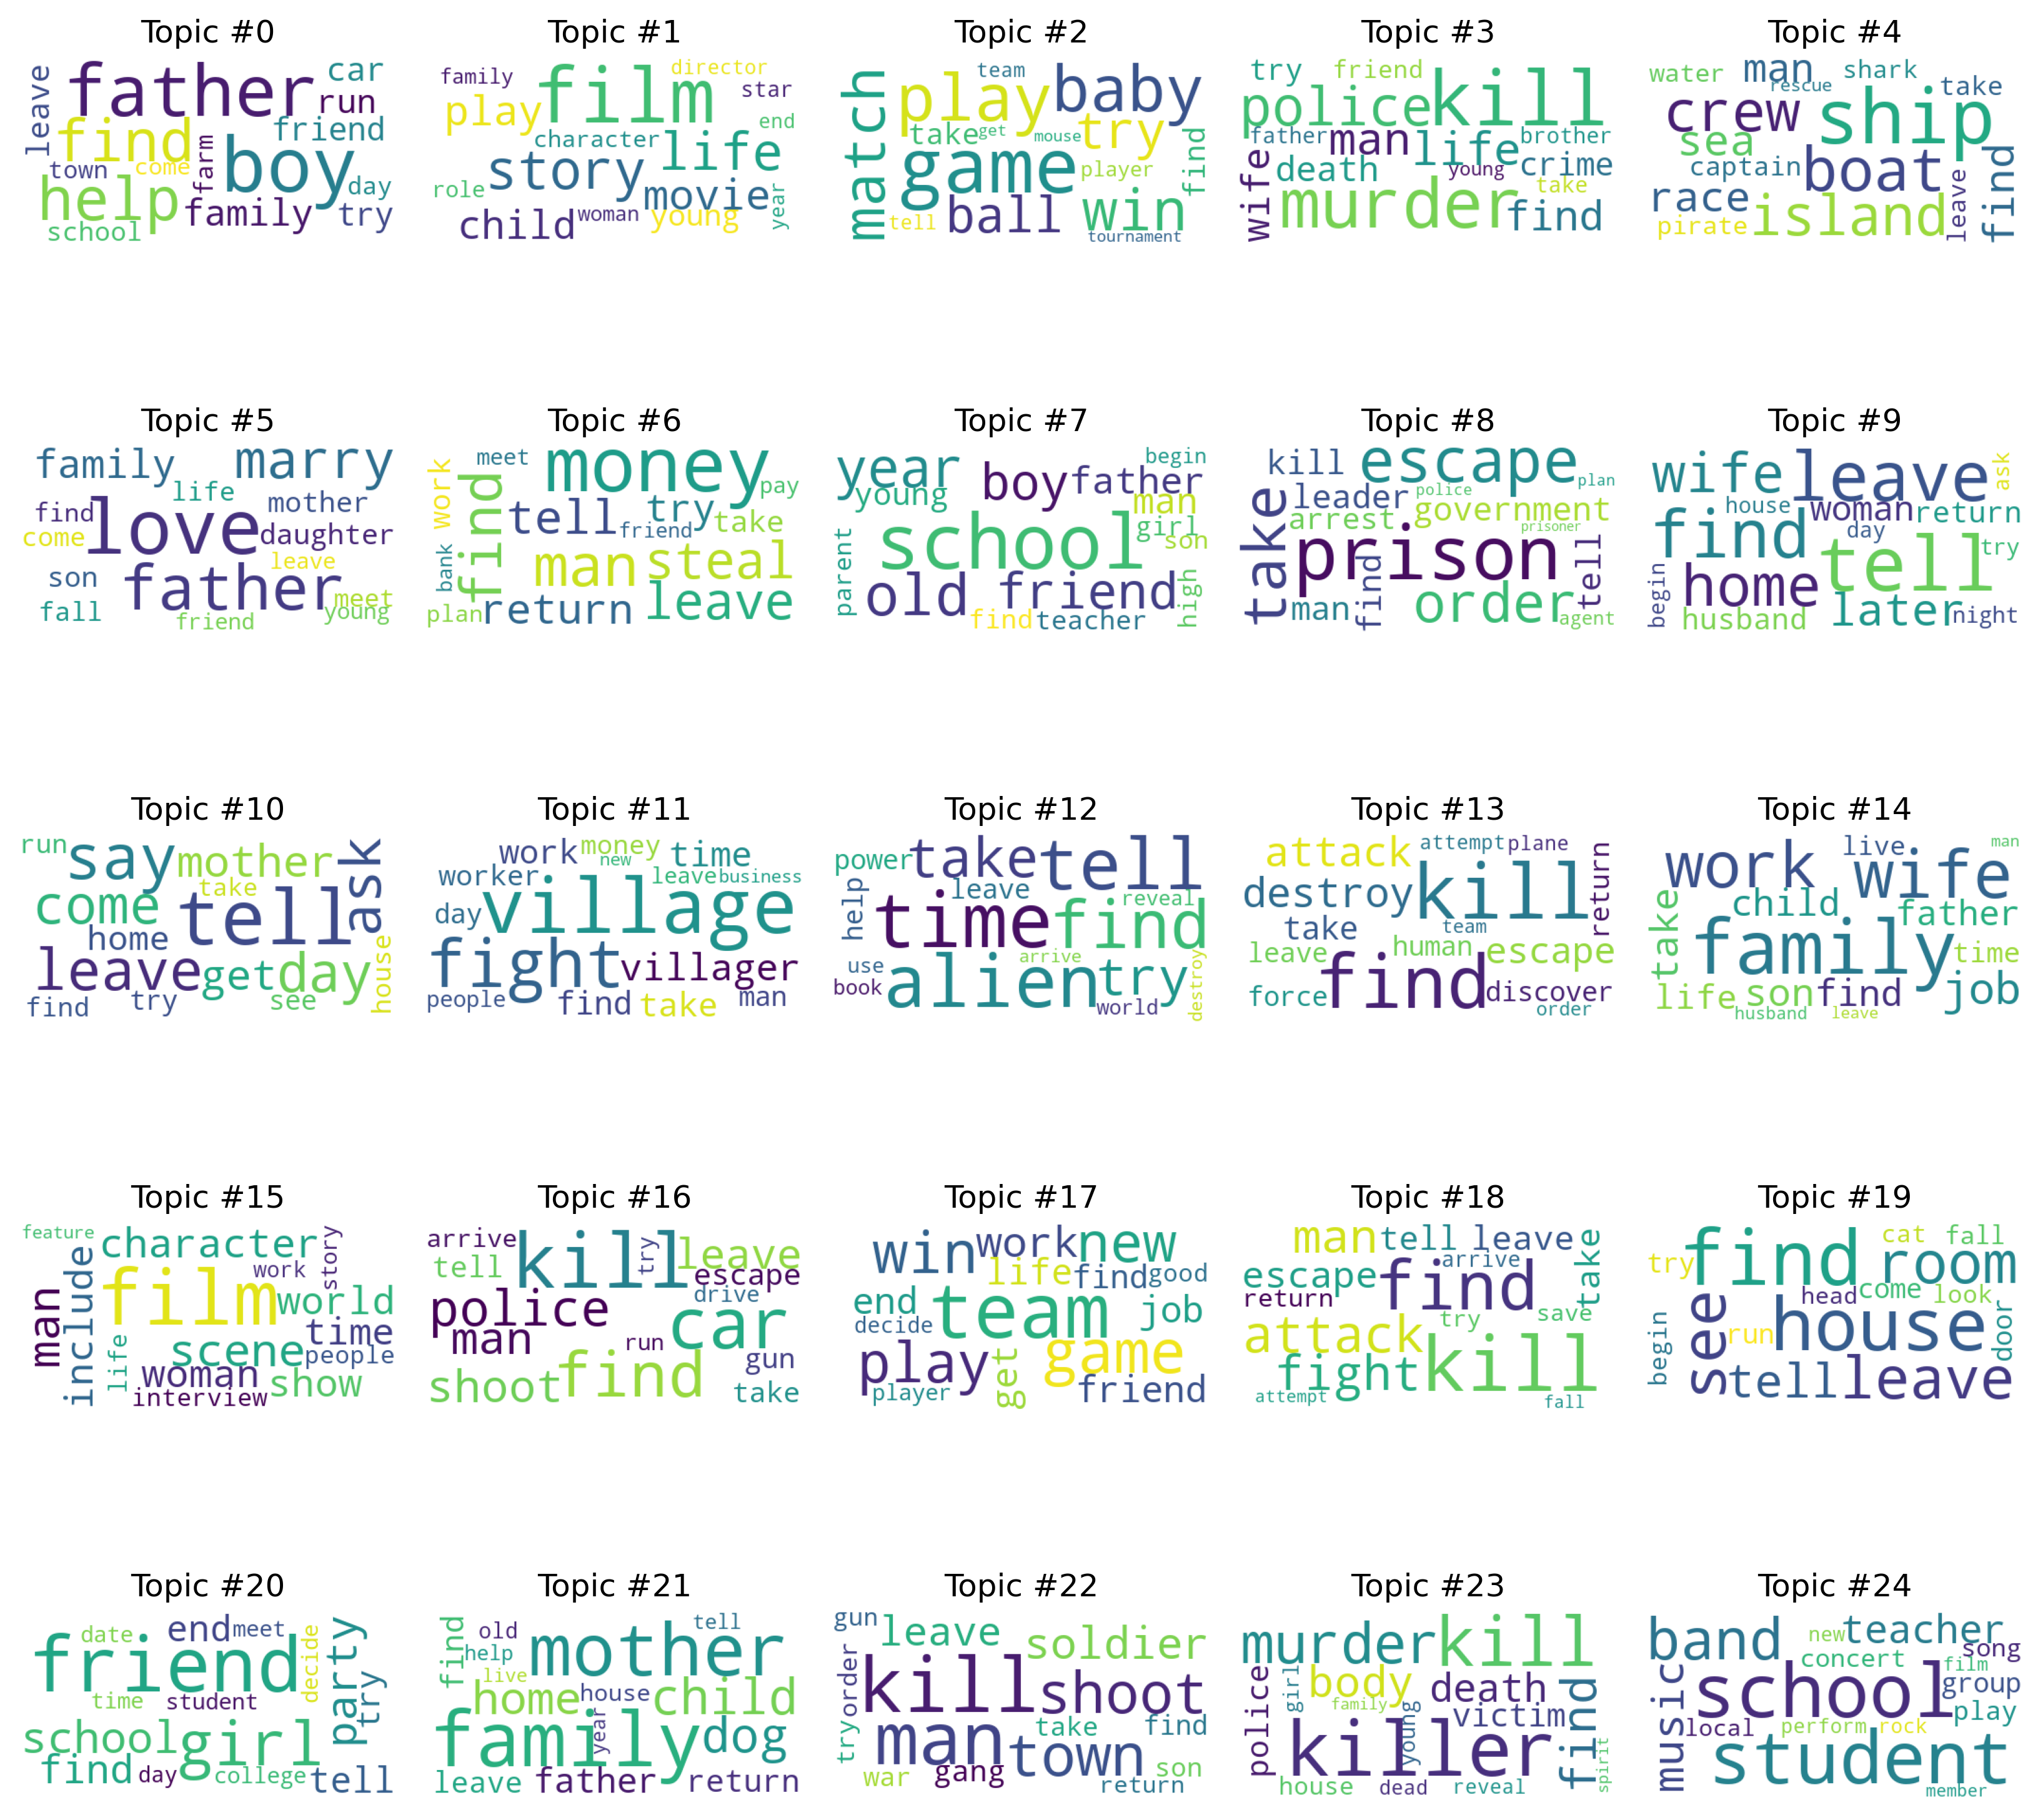 Topic #0
father
car
leave
run
find
friend
boy
town
come
farm
day
help
family
try
school
Topic #1
family
film
director
star
play
end
character
life
story
role
movie
child
woman
young
year
Topic #2
team
play
baby
match
take
get
mouse
try
find
game
player
tell
ball
win
tournament
Topic #3
try
friend
kill
police
father
man
life
brother
wife
death
young
crime
take
murder
find
Topic #4
water
man
shark
rescue
take
crew
ship
sea
captain
boat
find
race
leave
pirate
island
Topic #5
family
marry
life
mother
find
love
come
daughter
leave
son
father
meet
fall
young
friend
Topic #6
work
meet
money
pay
find
tell
try
take
friend
bank
man
steal
plan
return
leave
Topic #7
begin
year
boy
father
young
man
school
girl
son
parent
old
friend
high
find
teacher
Topic #8
kill
escape
plan
leader
police
government
arrest
prisoner
take
prison
tell
find
man
order
agent
Topic #9
wife
leave
ask
house
woman
return
find
day
tell
try
begin
home
later
husband
night
Topic #10
run
say
mother
ask
take
come
tell
home
leave
get
day
house
find
try
see
Topic #11
work
money
time
new
worker
leave
business
village
day
fight
villager
people
find
take
man
Topic #12
power
take
tell
help
leave
reveal
time
find
arrive
use
alien
try
book
world
destroy
Topic #13
attack
attempt
plane
return
destroy
kill
take
team
leave
human
escape
find
force
discover
order
Topic #14
man
live
work
wife
child
father
take
family
time
life
son
find
job
husband
leave
Topic #15
feature
character
story
include
work
film
world
man
time
scene
people
life
woman
show
interview
Topic #16
arrive
kill
try
leave
tell
escape
drive
police
car
man
run
gun
shoot
find
take
Topic #17
win
work
new
life
find
good
end
team
job
decide
play
get
game
player
friend
Topic #18
man
tell
leave
take
arrive
escape
find
return
save
try
attack
fight
kill
attempt
fall
Topic #19
find
cat
fall
try
room
head
come
look
see
house
door
run
begin
tell
leave
Topic #20
date
end
meet
decide
party
friend
time
student
try
school
girl
find
day
college
tell
Topic #21
old
tell
find
help
mother
live
home
house
child
year
family
dog
leave
father
return
Topic #22
gun
leave
soldier
order
kill
shoot
man
take
find
try
town
war
gang
son
return
Topic #23
murder
kill
police
girl
body
death
family
find
young
victim
killer
spirit
house
dead
reveal
Topic #24
band
new
teacher
song
concert
film
school
group
music
play
local
perform
rock
student
member